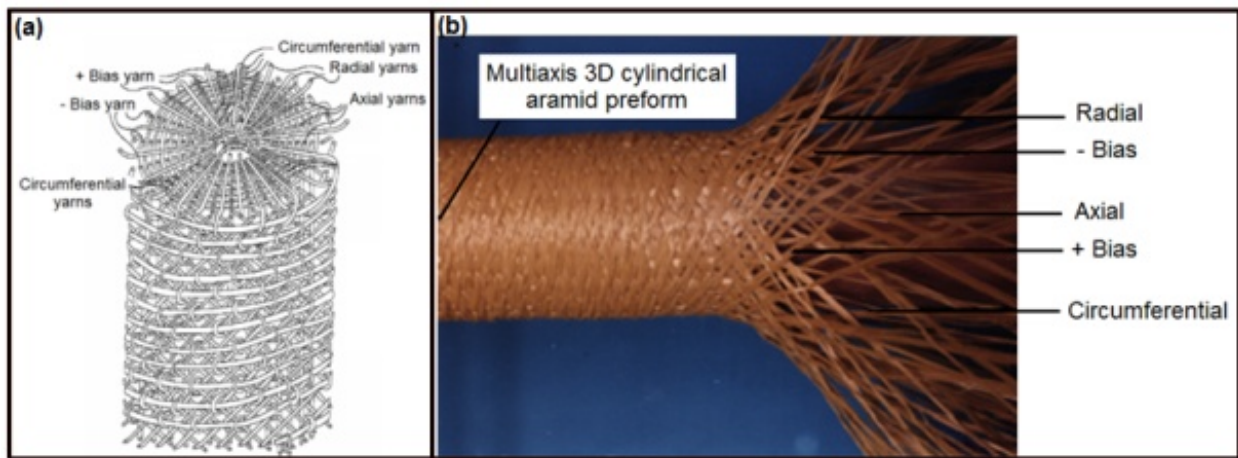 (a)
Circumferential yarn
Radial yarns
+ Bias yarn
- Bias yarn
Axial yarns
Circumferential
yarns
(b)
Multiaxis 3D cylindrical
aramid preform
Radial
- Bias
Axial
+ Bias
Circumferential